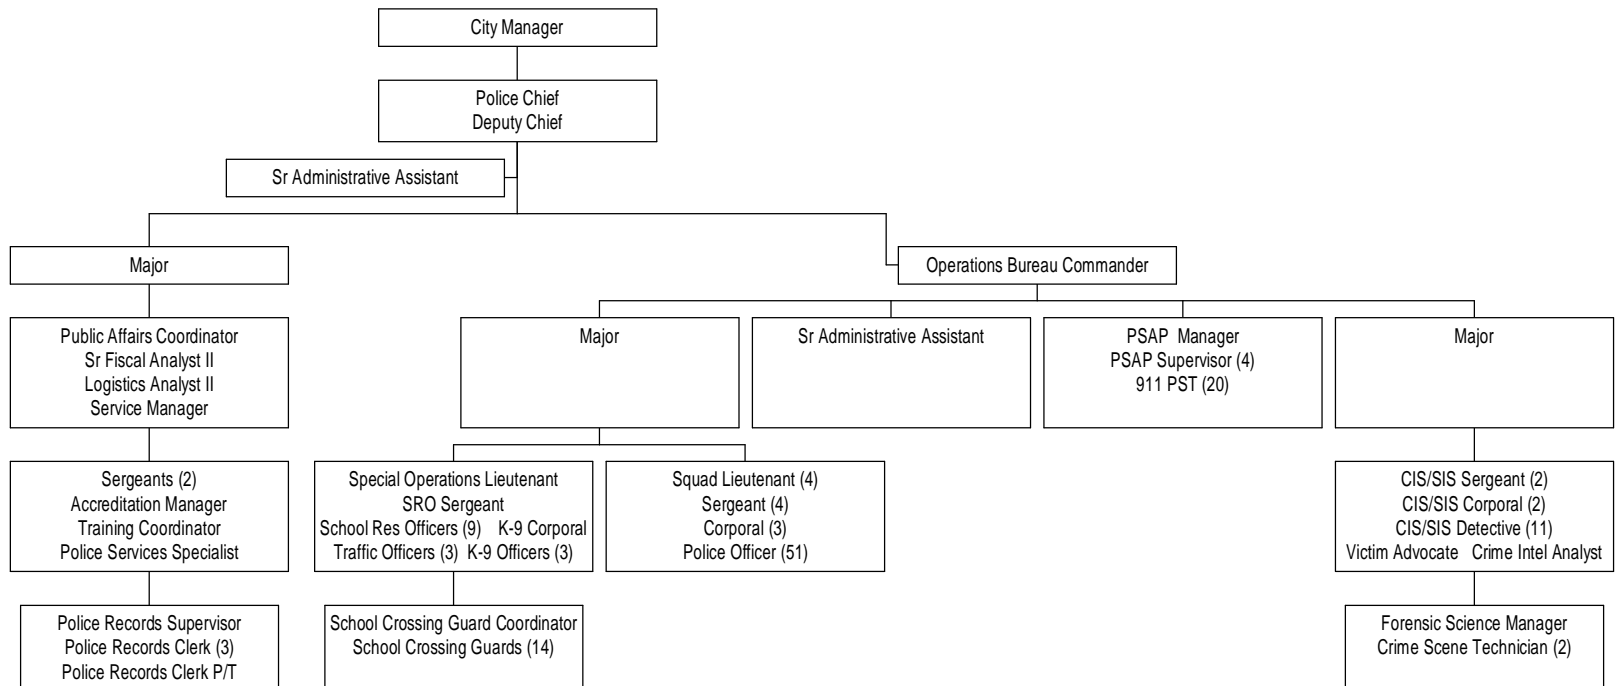 City Manager
Police Chief
Deputy Chief
Sr Administrative Assistant
Major
Operations Bureau Commander
Public Affairs Coordinator
Sr Fiscal Analyst II
Logistics Analyst II
Service Manager
Major
Sr Administrative Assistant
PSAP Manager
PSAP Supervisor (4)
911 PST (20)
Major
Sergeants (2)
Accreditation Manager
Training Coordinator
Police Services Specialist
Special Operations Lieutenant
SRO Sergeant
School Res Officers (9) K-9 Corporal
Traffic Officers (3) K-9 Officers (3)
Squad Lieutenant (4)
Sergeant (4)
Corporal (3)
Police Officer (51)
CIS/SIS Sergeant (2)
CIS/SIS Corporal (2)
CIS/SIS Detective (11)
Victim Advocate Crime Intel Analyst
Police Records Supervisor
Police Records Clerk (3)
Police Records Clerk P/T
School Crossing Guard Coordinator
School Crossing Guards (14)
Forensic Science Manager
Crime Scene Technician (2)